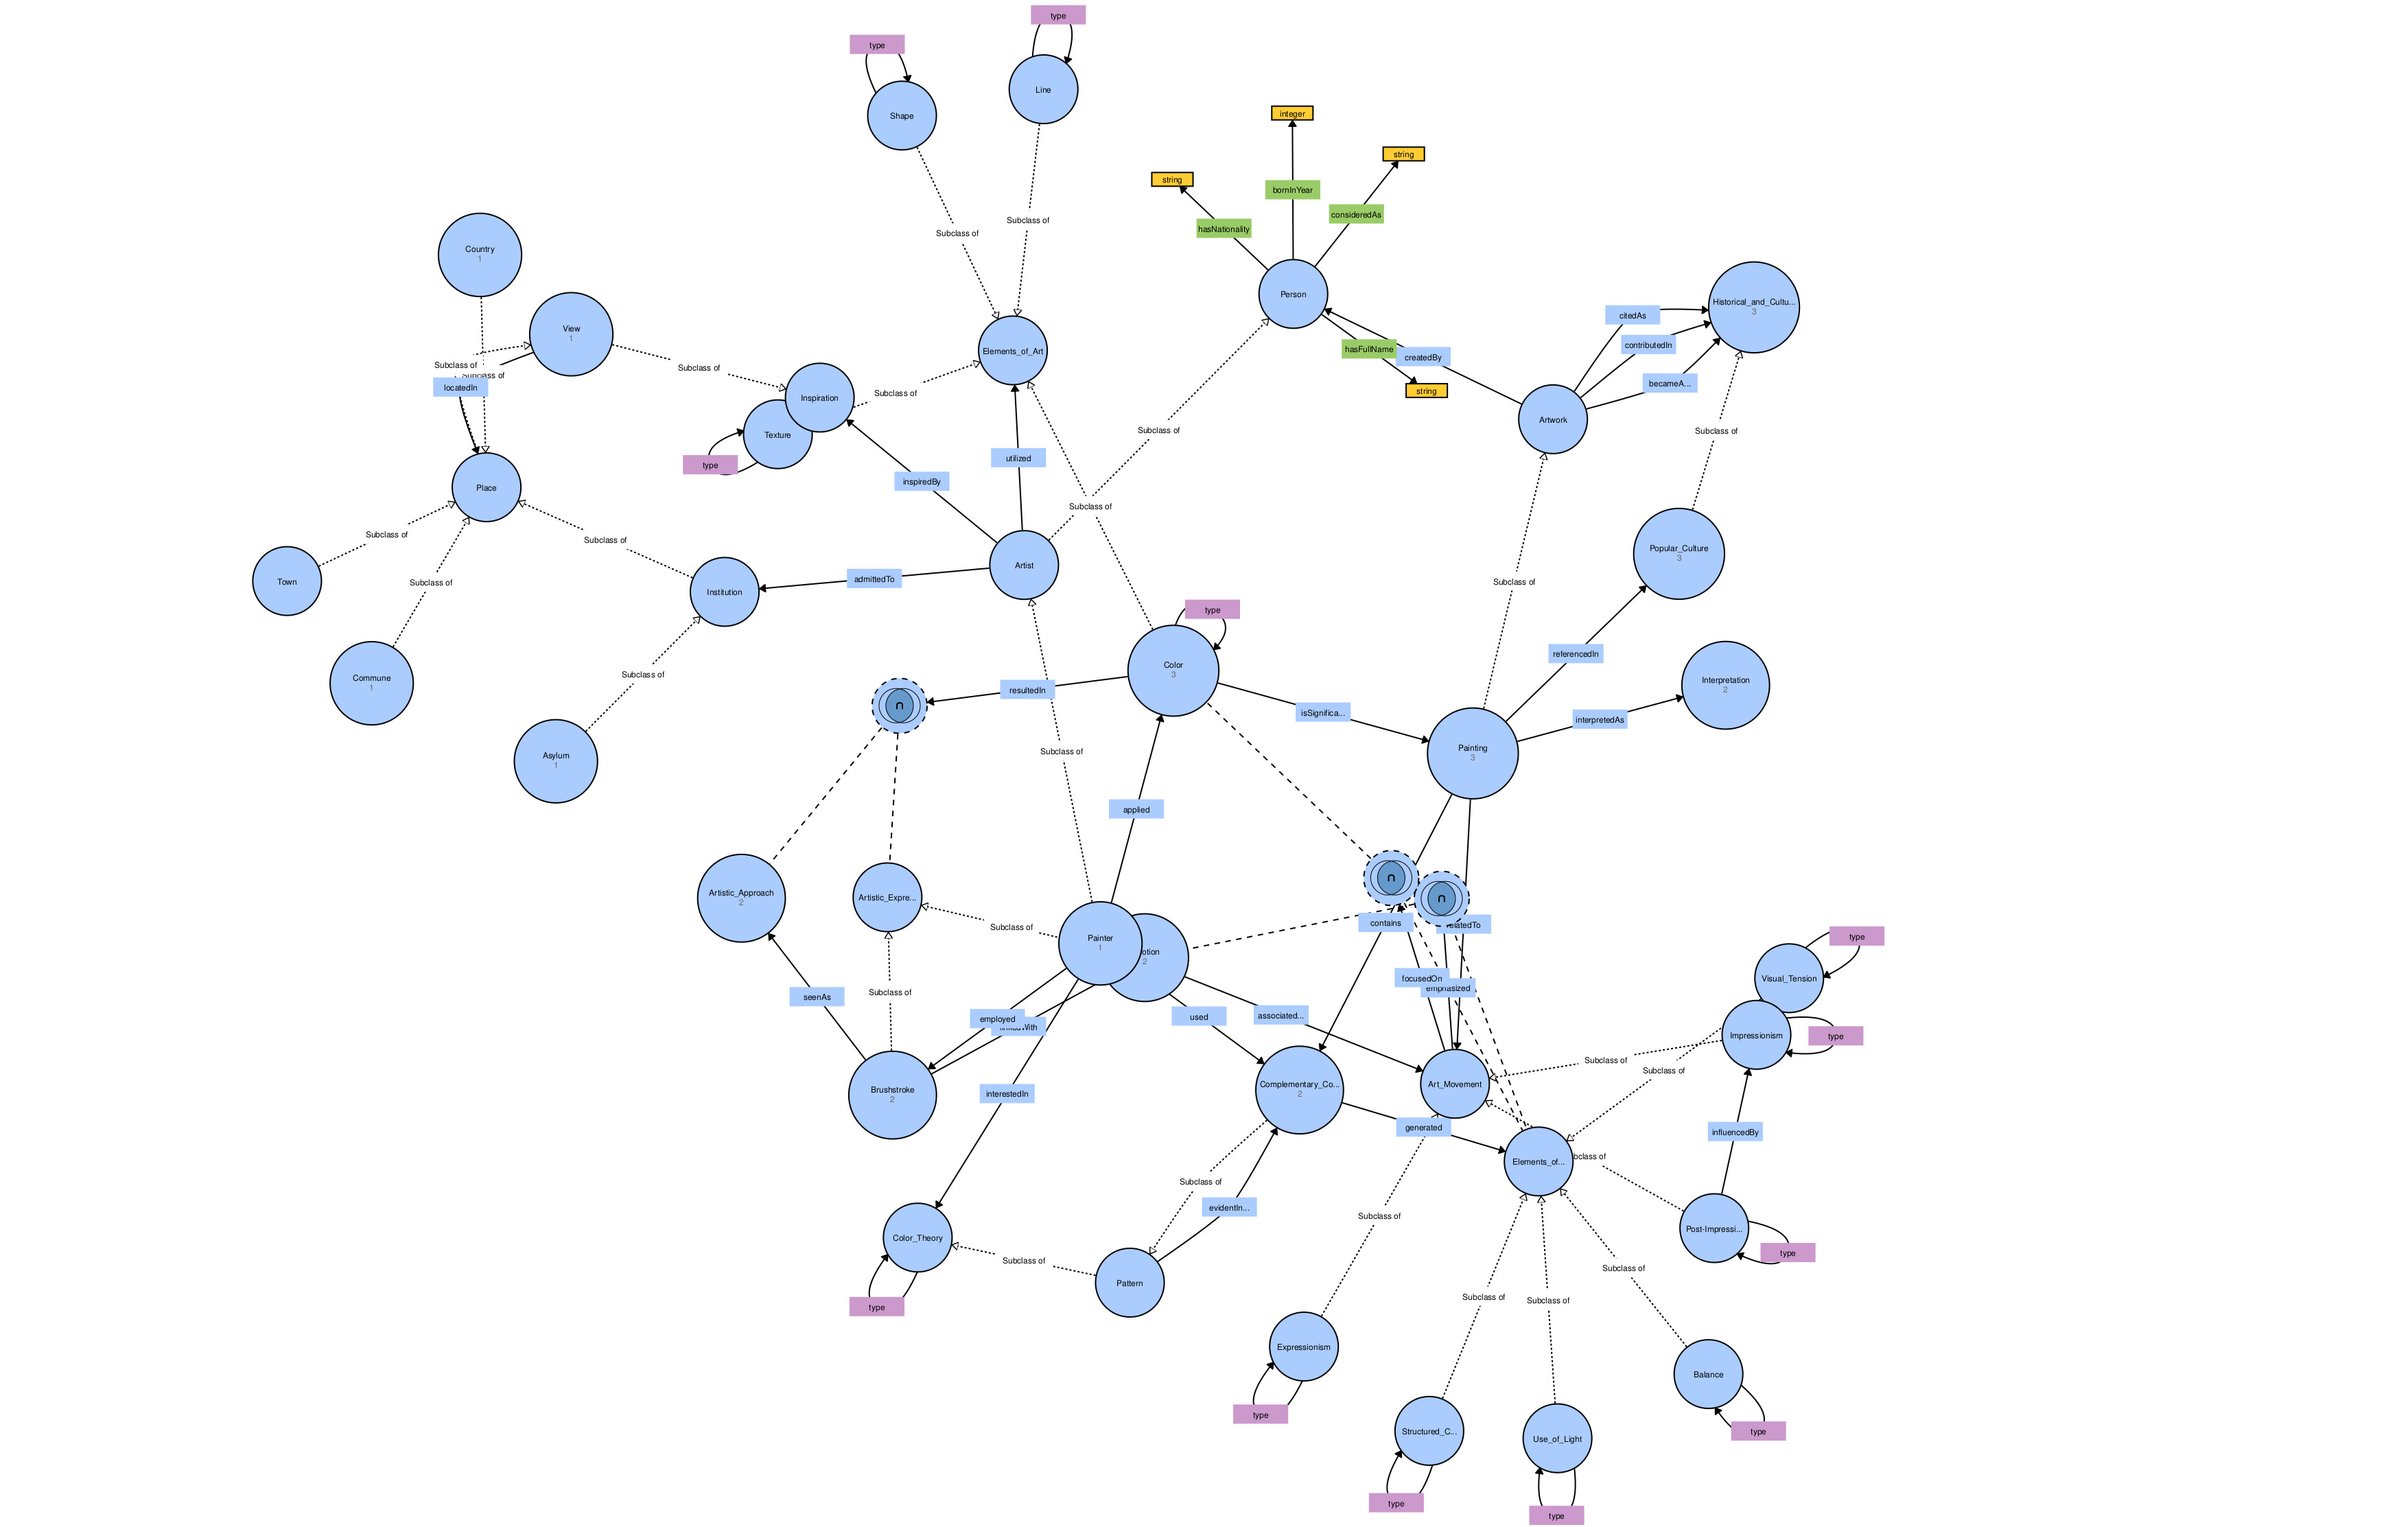 type
type
Line
Shape
integer
string
string
bornInYear
consideredAs
hasNationality
Subclass of
Subclass of
Country
1
Person
Historical_and_Cultu...
3
citedAs
View
1
contributedIn
hasFullName
createdBy
Elements_of_Art
Subclass of
Subclass of
locatedIn
Subclass of
becameA...
string
Inspiration
Subclass of
Artwork
Texture
Subclass of
Subclass of
type
utilized
inspiredBy
Place
Subclass of
Subclass of
Subclass of
Popular_Culture
3
Artist
admittedTo
Town
Subclass of
Subclass of
Institution
type
referencedIn
Color
3
Subclass of
Commune
1
Interpretation
2
resultedIn
∩
isSignifica...
interpretedAs
Painting
3
Subclass of
Asylum
1
applied
∩
∩
Artistic_Approach
2
Artistic_Expre...
contains
Subclass of
type
Painter
1
otion
2
focusedOn
Visual_Tension
emphasized
Subclass of
seenAs
used
associated...
employed
Impressionism
type
Subclass of
Subclass of
Brushstroke
2
Complementary_Co...
2
Art_Movement
interestedIn
generated
influencedBy
Elements_of...
bclass of
Subclass of
evidentIn...
Subclass of
Post-Impressi...
Color_Theory
type
Subclass of
Subclass of
Pattern
Subclass of
Subclass of
type
Expressionism
Balance
type
Structured_C...
Use_of_Light
type
type
type